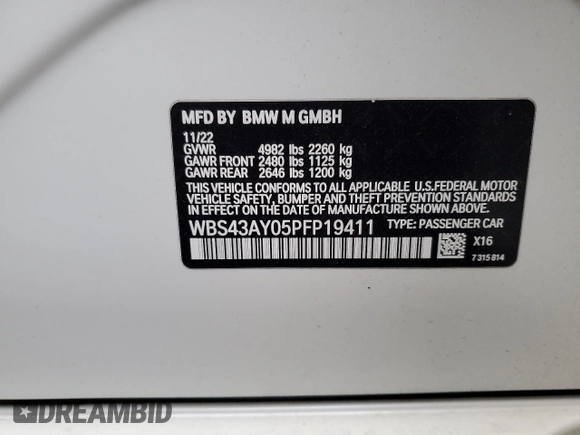 MFD BY BMW M GMBH
11/22
GVWR 4982 lbs 2260 kg
GAWR FRONT 2480 lbs 1125 kg
GAWR REAR 2646 lbs 1200 kg
THIS VEHICLE CONFORMS TO ALL APPLICABLE U.S.FEDERAL MOTOR
VEHICLE SAFETY, BUMPER, AND THEFT PREVENTION STANDARDS
IN EFFECT ON THE DATE OF MANUFACTURE SHOWN ABOVE.
WBS43AY05PFP19411 TYPE: PASSENGER CAR
X16
7315814
DREAMBID